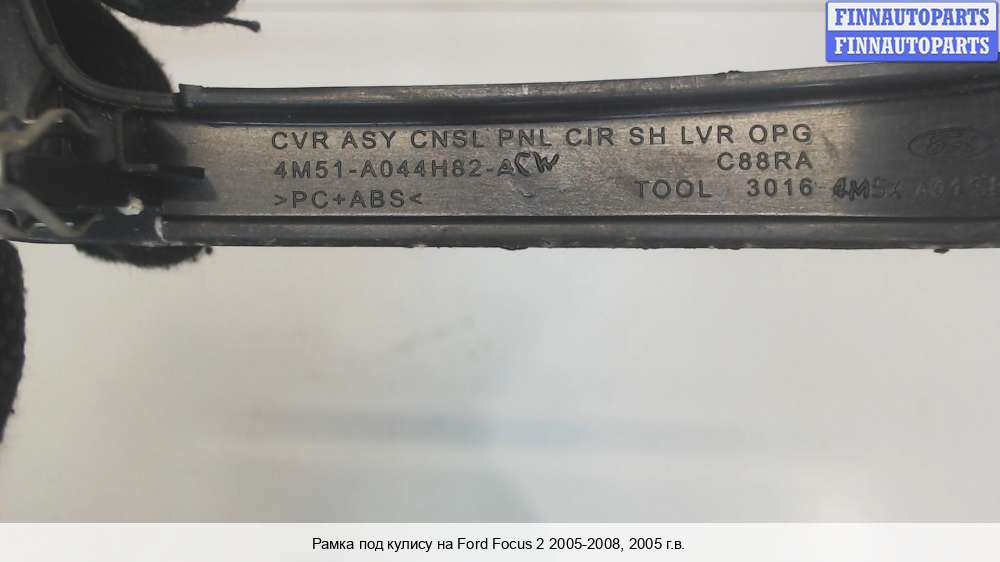 FINNAUTOPARTS
FINNAUTOPARTS
CVR ASY CNSL PNL CIR SH LVR OPG
4M51-A044H82-ACW C88RA
>PC+ABS< TOOL 3016
Рамка под кулису на Ford Focus 2 2005-2008, 2005 г.в.